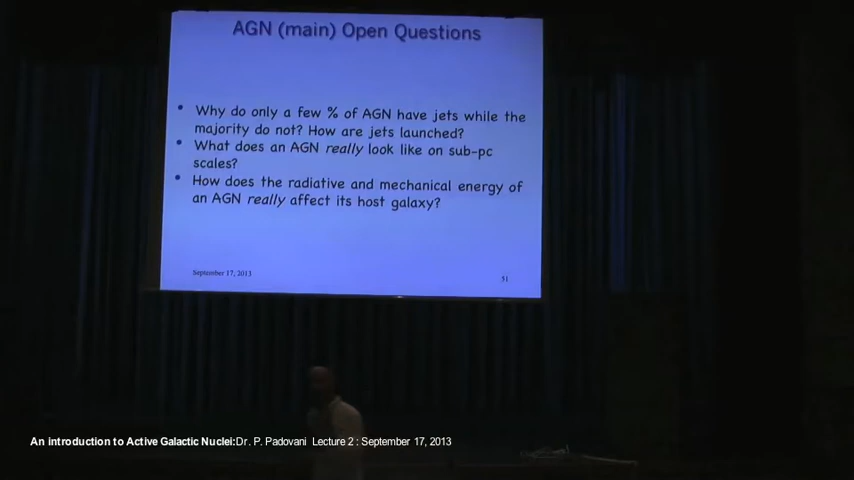 AGN (main) Open Questions
• Why do only a few % of AGN have jets while the
majority do not? How are jets launched?
• What does an AGN really look like on sub-pc
scales?
• How does the radiative and mechanical energy of
an AGN really affect its host galaxy?
September 17, 2013
51
An introduction to Active Galactic Nuclei:Dr. P. Padovani Lecture 2 : September 17, 2013